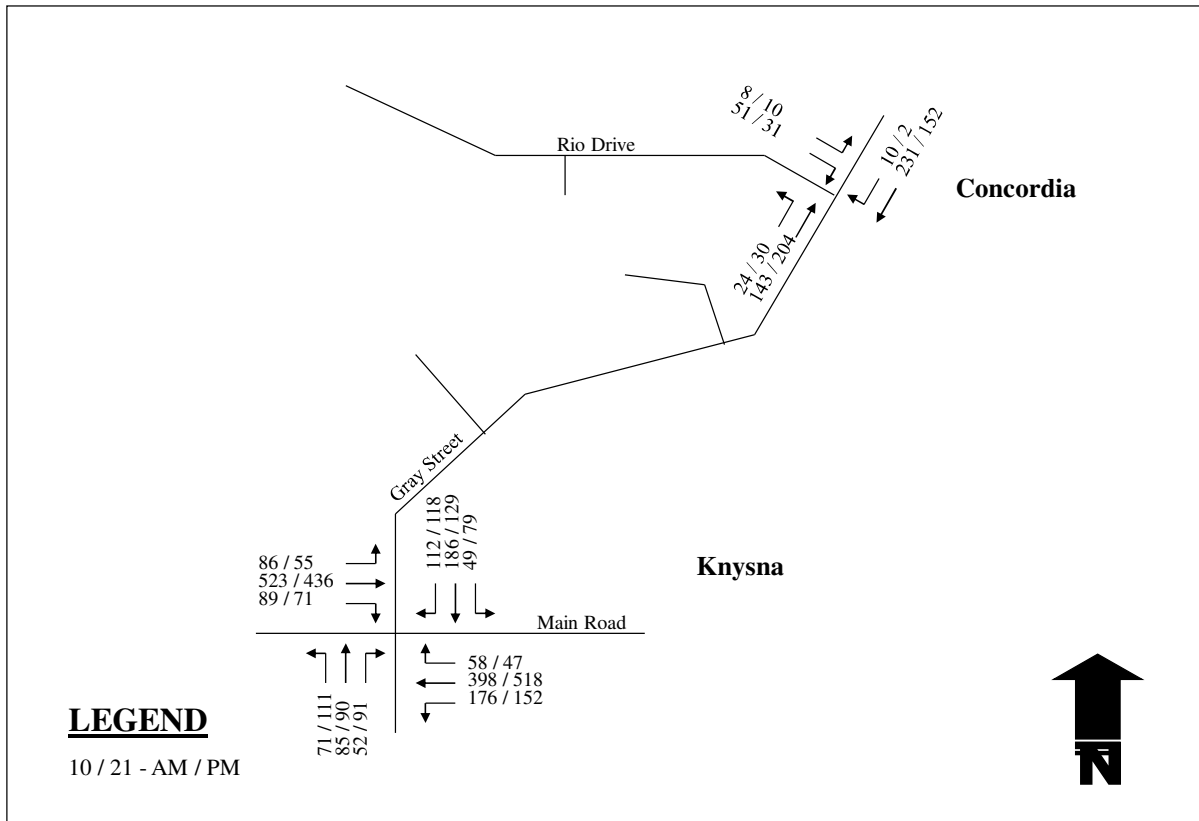 8 / 10
51 / 31
10 / 2
231 / 152
Rio Drive
Concordia
24 / 30
143 / 204
Gray Street
112 / 118
186 / 129
49 / 79
86 / 55
523 / 436
89 / 71
Knysna
Main Road
58 / 47
398 / 518
176 / 152
71 / 111
85 / 90
52 / 91
LEGEND
10 / 21 - AM / PM
N